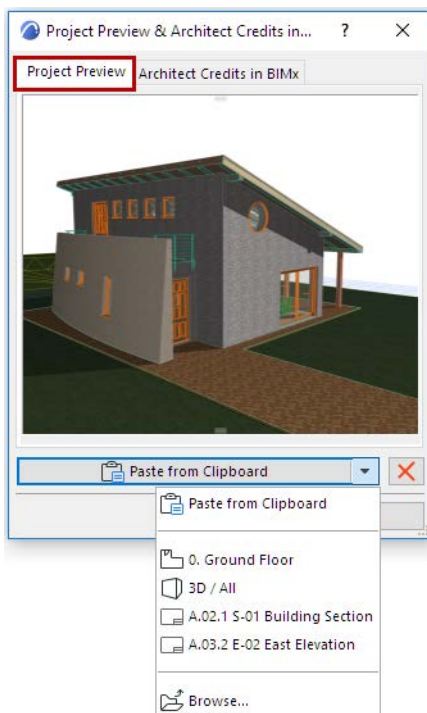 Project Preview & Architect Credits in... ?
Project Preview Architect Credits in BIMx
Paste from Clipboard
Paste from Clipboard
0. Ground Floor
3D / All
A.02.1 S-01 Building Section
A.03.2 E-02 East Elevation
Browse...